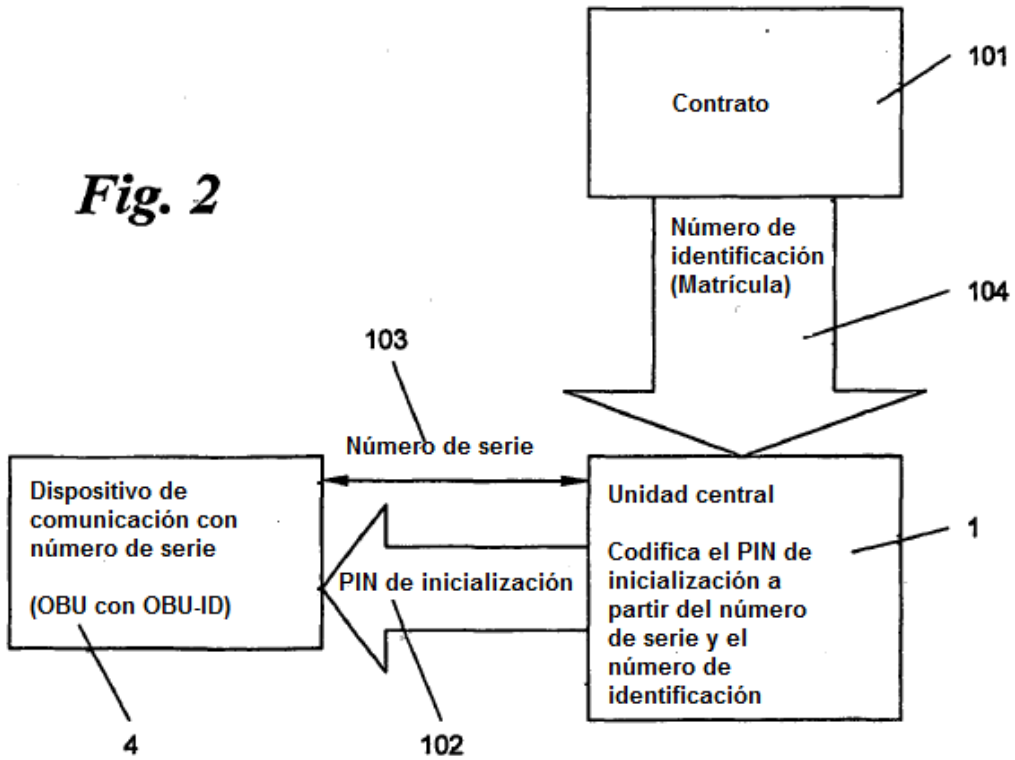 101
Contrato
Fig. 2
Número de
identificación
(Matrícula)
104
103
Número de serie
Dispositivo de
comunicación con
número de serie
(OBU con OBU-ID)
PIN de inicialización
Unidad central
Codifica el PIN de
inicialización a
partir del número
de serie y el
número de
identificación
1
4
102